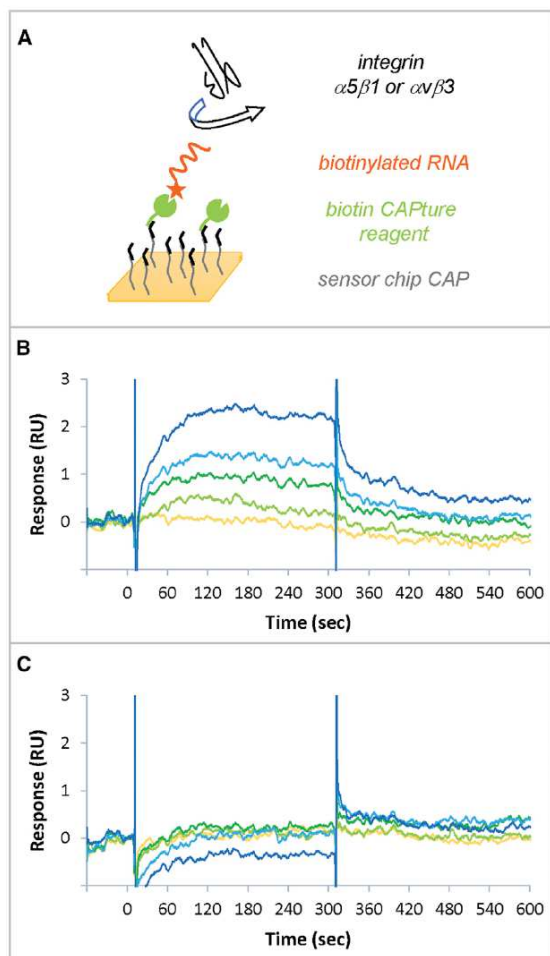 A
integrin
α5β1 or αvβ3
biotinylated RNA
biotin CAPture
reagent
sensor chip CAP
B
3
2
1
0
Response (RU)
0 60 120 180 240 300 360 420 480 540 600
Time (sec)
C
3
2
1
0
Response (RU)
0 60 120 180 240 300 360 420 480 540 600
Time (sec)